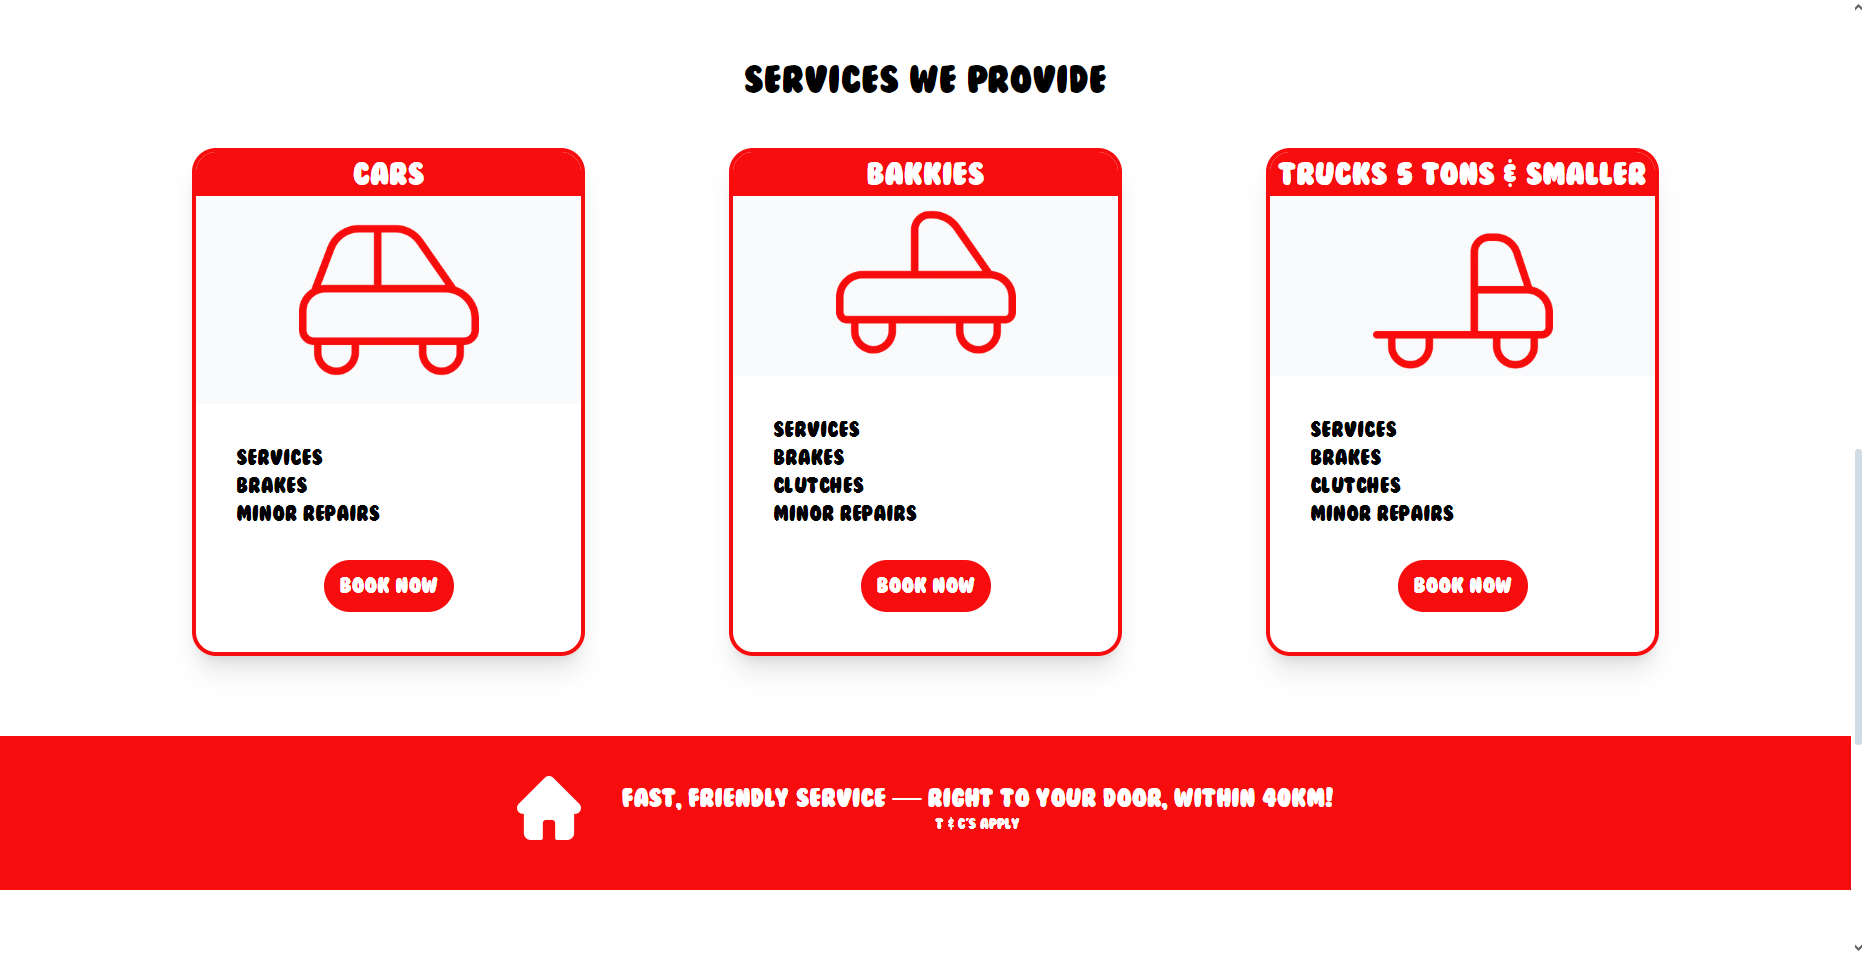 SERVICES WE PROVIDE
CARS
SERVICES
BRAKES
MINOR REPAIRS
BOOK NOW
BAKKIES
SERVICES
BRAKES
CLUTCHES
MINOR REPAIRS
BOOK NOW
TRUCKS 5 TONS & SMALLER
SERVICES
BRAKES
CLUTCHES
MINOR REPAIRS
BOOK NOW
FAST, FRIENDLY SERVICE — RIGHT TO YOUR DOOR, WITHIN 40KM!
T & C'S APPLY